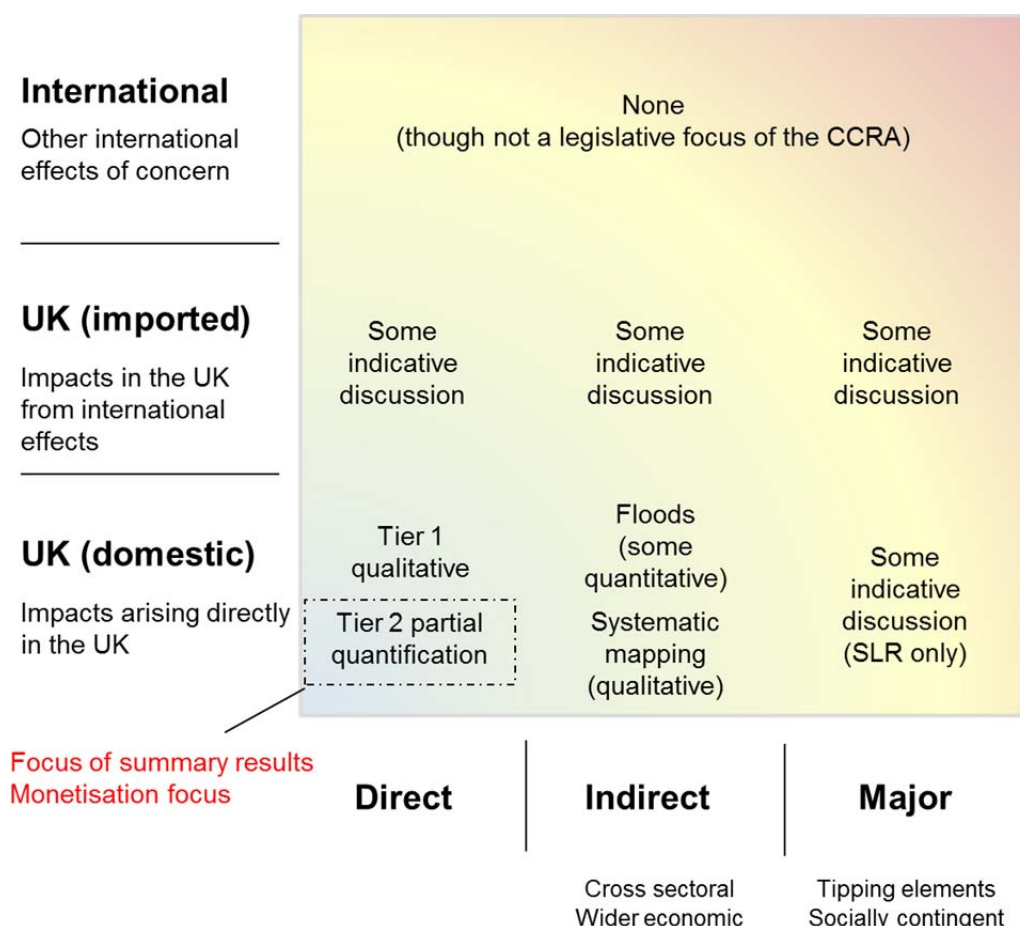 International
Other international
effects of concern
None
(though not a legislative focus of the CCRA)
UK (imported)
Impacts in the UK
from international
effects
Some
indicative
discussion
Some
indicative
discussion
Some
indicative
discussion
UK (domestic)
Impacts arising directly
in the UK
Tier 1
qualitative
Tier 2 partial
quantification
Floods
(some
quantitative)
Systematic
mapping
(qualitative)
Some
indicative
discussion
(SLR only)
Focus of summary results
Monetisation focus
Direct
Indirect
Major
Cross sectoral
Wider economic
Tipping elements
Socially contingent